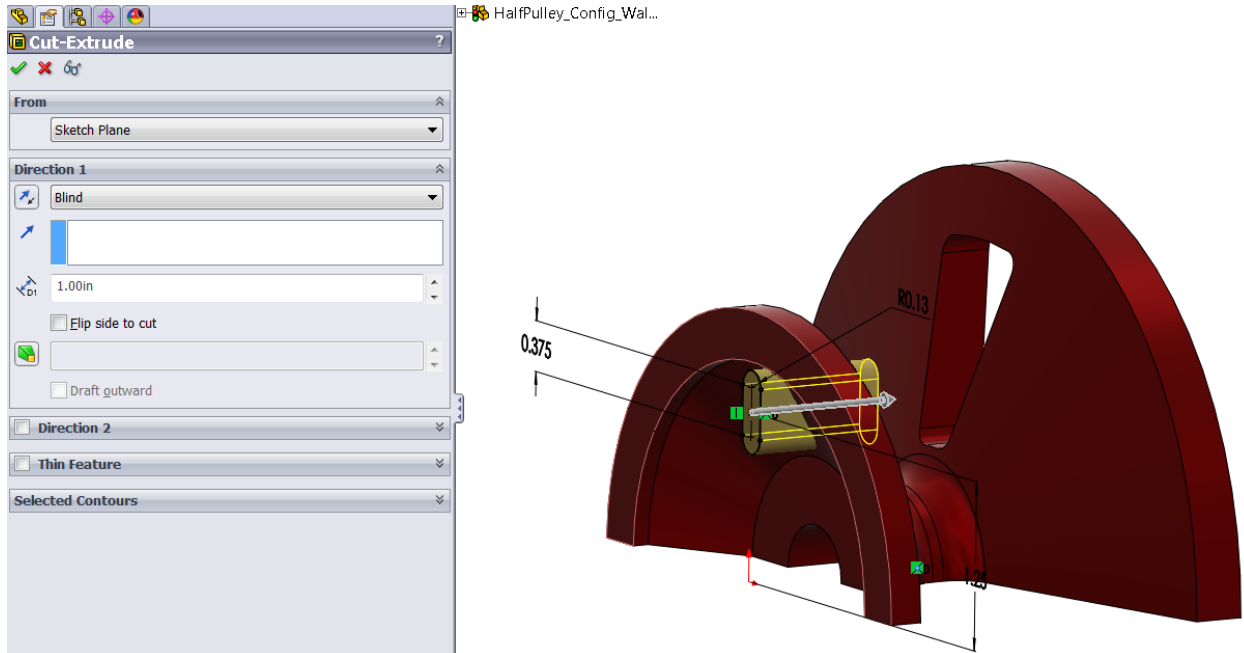 HalfPulley_Config_Wal...
Cut-Extrude ?
From
Sketch Plane
Direction 1
Blind
D1 1.00in
Flip side to cut
Draft outward
Direction 2
Thin Feature
Selected Contours
R0.13
0.375
1.25